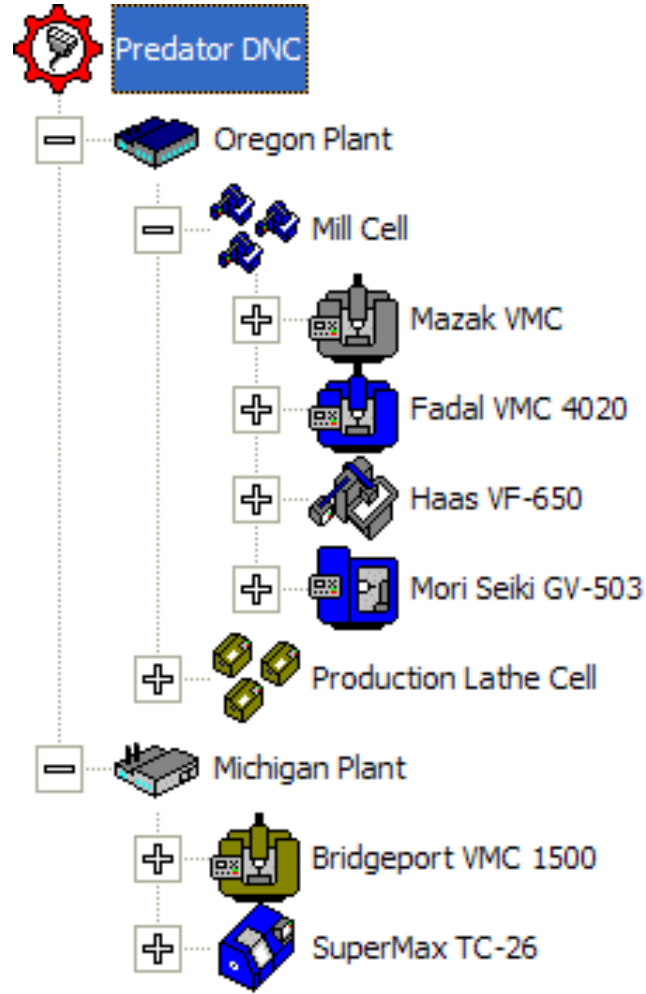 Predator DNC
Oregon Plant
Mill Cell
Mazak VMC
Fadal VMC 4020
Haas VF-650
Mori Seiki GV-503
Production Lathe Cell
Michigan Plant
Bridgeport VMC 1500
SuperMax TC-26